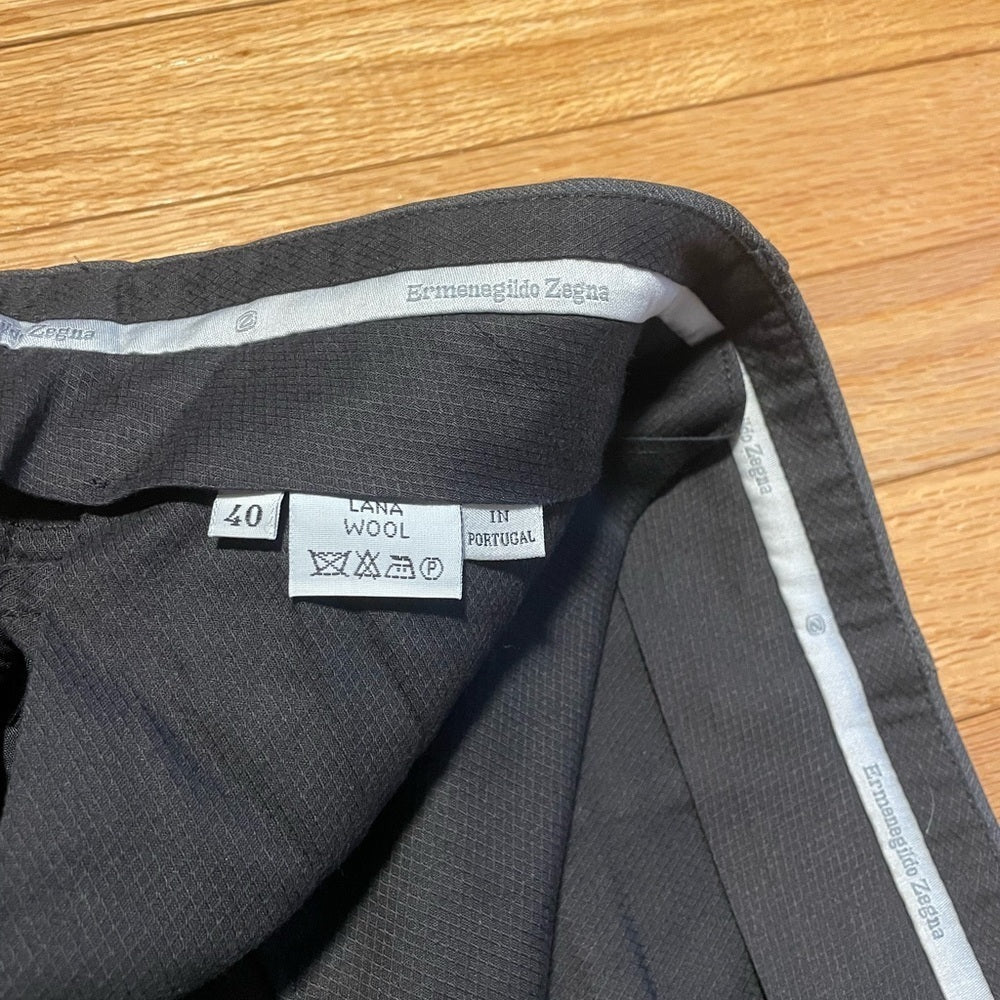 Ermenegildo Zegna
Zegna
Zegna
40
LANA
WOOL
P
IN
PORTUGAL
Ermenegildo Zegna